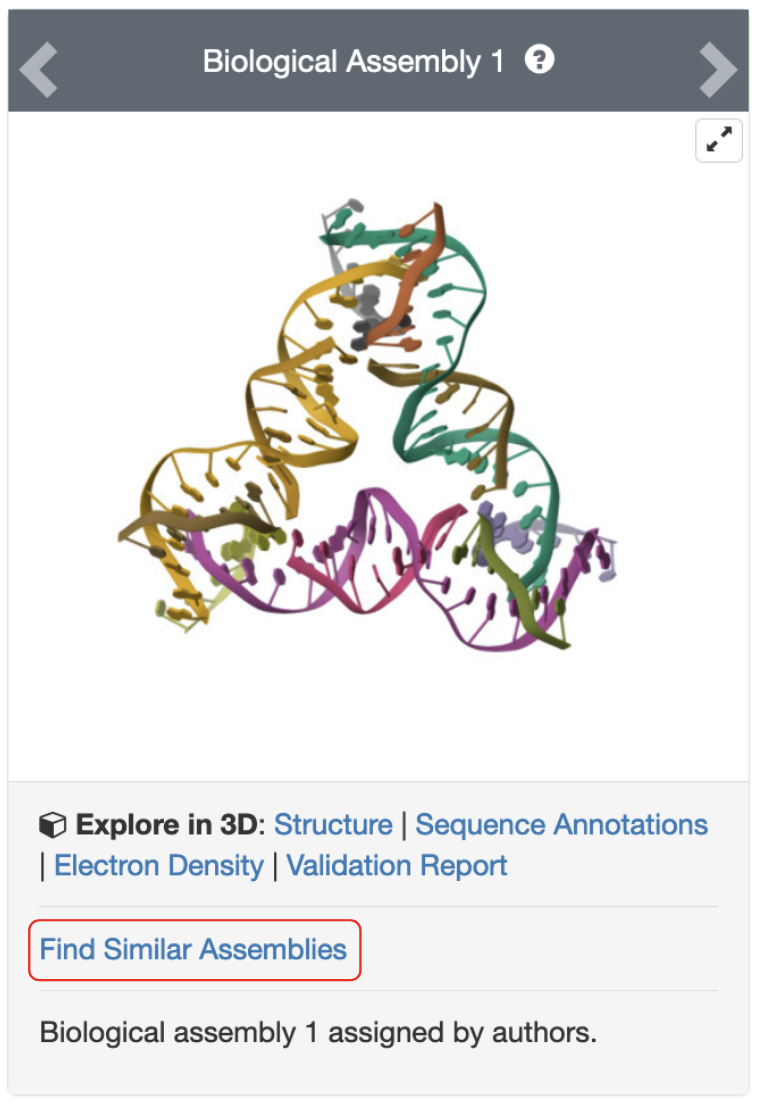 Biological Assembly 1 ?
Explore in 3D: Structure | Sequence Annotations
| Electron Density | Validation Report
Find Similar Assemblies
Biological assembly 1 assigned by authors.